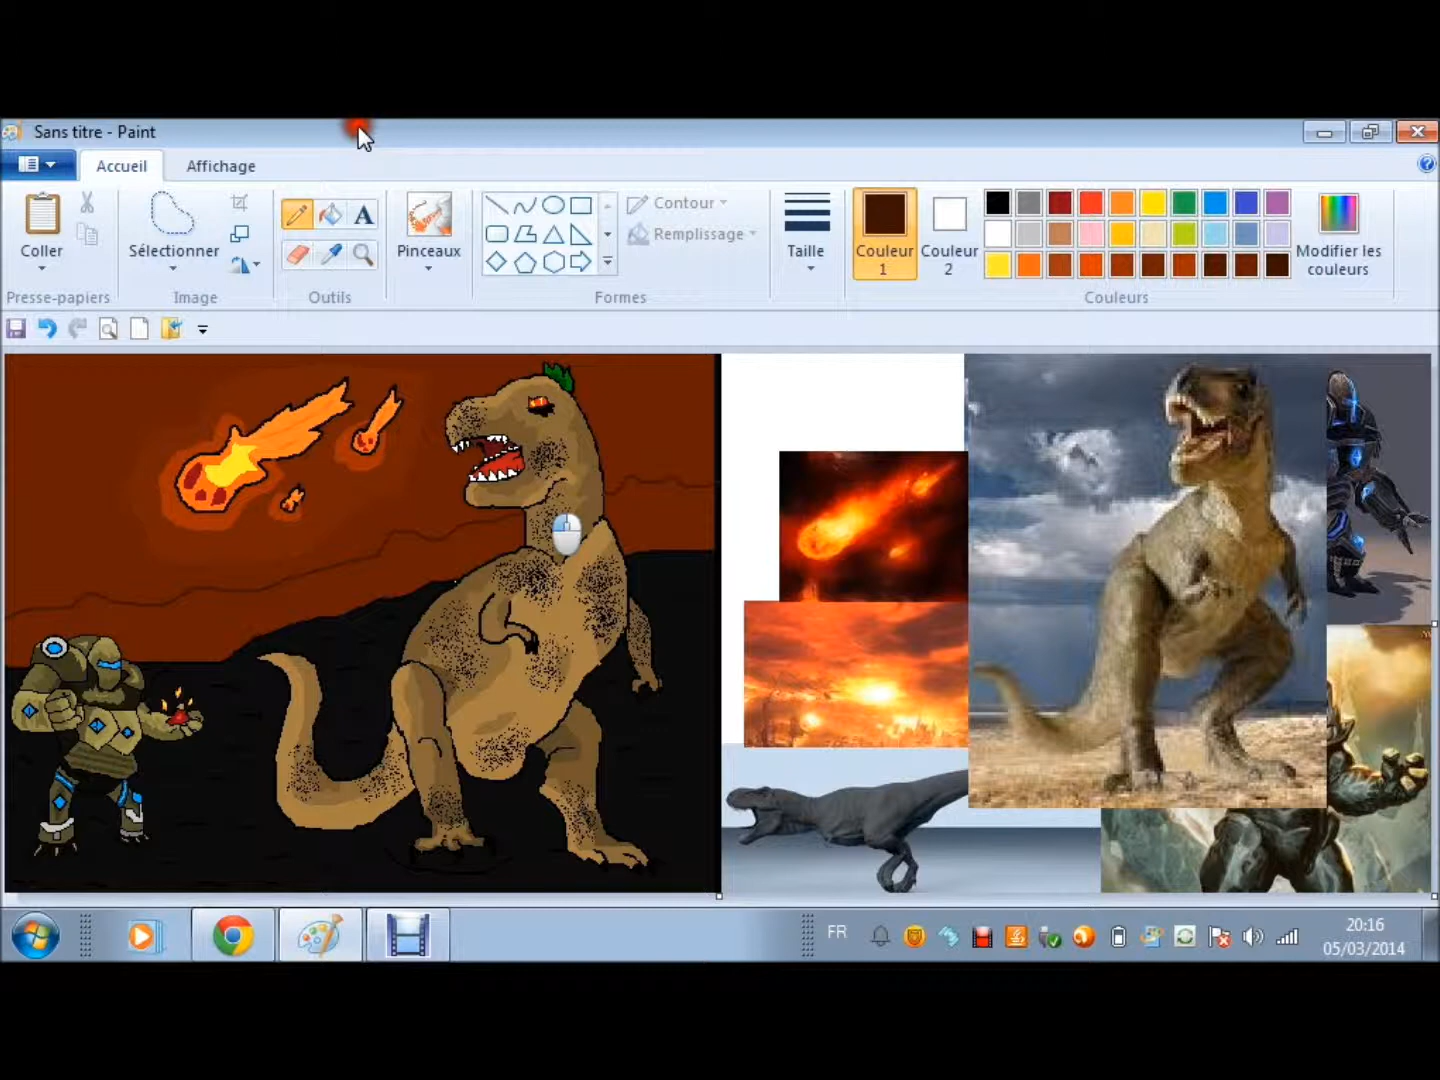 Sans titre - Paint
Accueil
Affichage
Coller
Sélectionner
A
Pinceaux
Contour
Remplissage
Taille
Couleur
1
Couleur
2
Modifier les
couleurs
Presse-papiers
Image
Outils
Formes
Couleurs
FR
20:16
05/03/2014